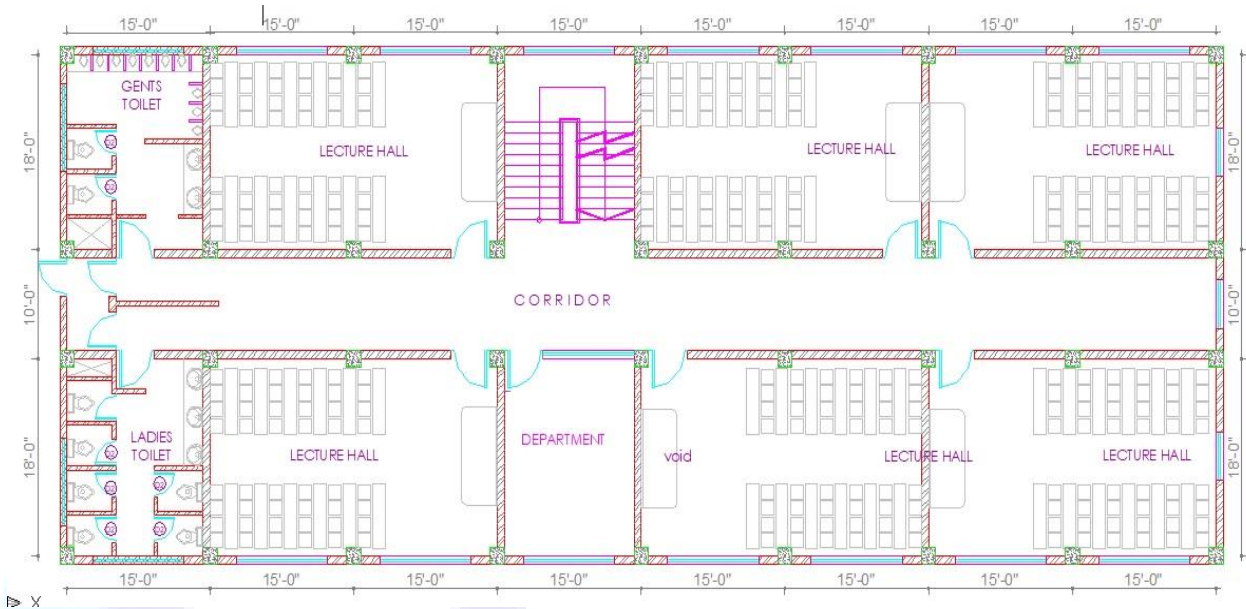 15'-0" 15'-0" 15'-0" 15'-0" 15'-0" 15'-0" 15'-0" 15'-0"
GENTS
TOILET
18'-0"
LECTURE HALL
LECTURE HALL
LECTURE HALL
18'-0"
10'-0"
CORRIDOR
10'-0"
18'-0"
LADIES
TOILET
LECTURE HALL
DEPARTMENT
void
LECTURE HALL
LECTURE HALL
18'-0"
15'-0" 15'-0" 15'-0" 15'-0" 15'-0" 15'-0" 15'-0" 15'-0"
X